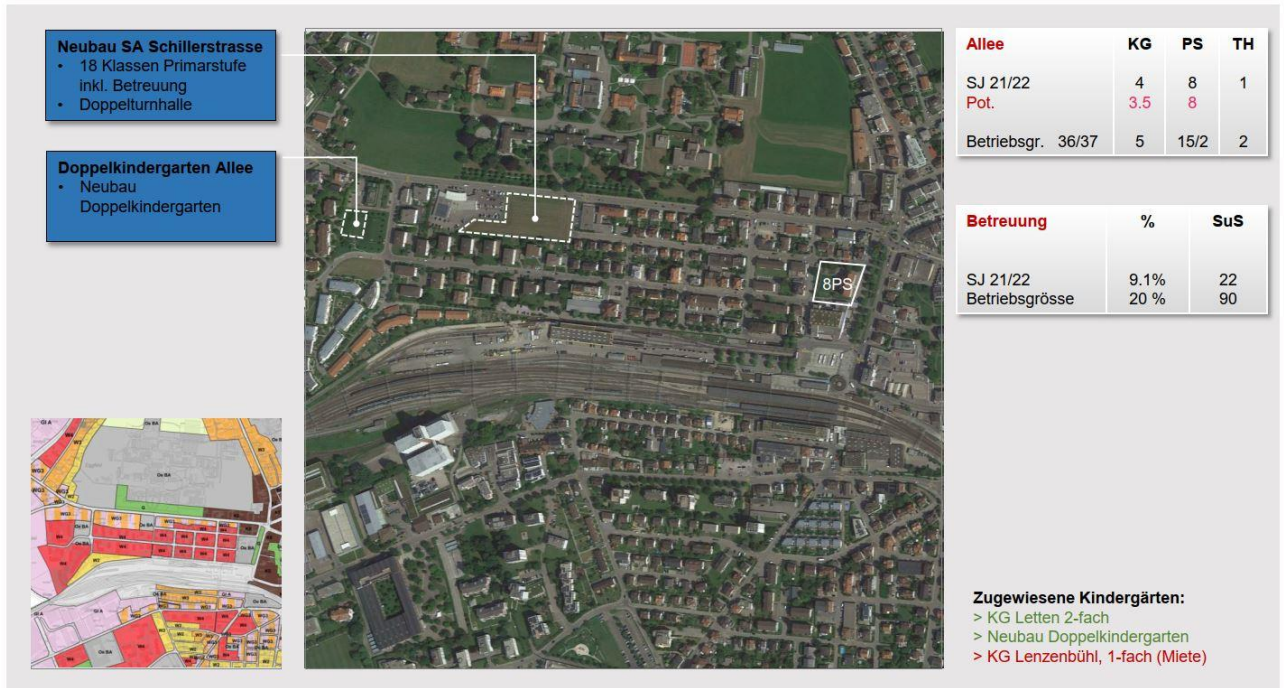 Neubau SA Schillerstrasse
• 18 Klassen Primarstufe
inkl. Betreuung
• Doppelturnhalle
Doppelkindergarten Allee
• Neubau
Doppelkindergarten
8PS
Allee KG PS TH
SJ 21/22 4 8 1
Pot. 3.5 8
Betriebsgr. 36/37 5 15/2 2
Betreuung % SuS
SJ 21/22 9.1% 22
Betriebsgrösse 20 % 90
Zugewiesene Kindergärten:
> KG Letten 2-fach
> Neubau Doppelkindergarten
> KG Lenzenbühl, 1-fach (Miete)